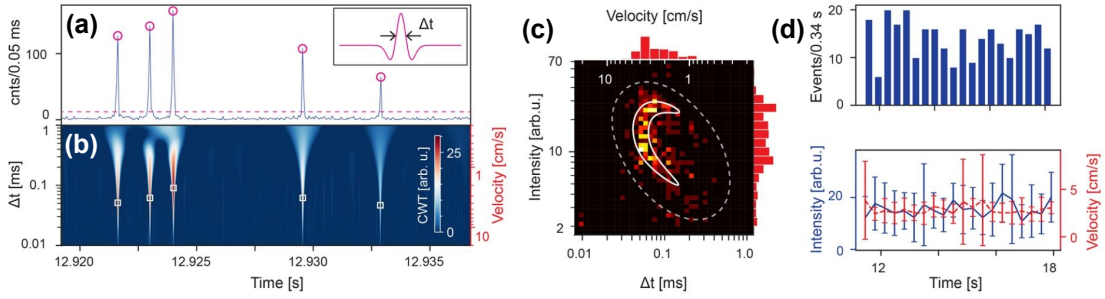 (a)
cnts/0.05 ms
100
0
Δt
(b)
Δt [ms]
1
0.1
0.01
25
0
CWT [arb. u.]
1
10
Velocity [cm/s]
12.920
12.925
12.930
12.935
Time [s]
(c)
Velocity [cm/s]
10
1
Intensity [arb.u.]
70
10
2
0.01
0.1
1.0
Δt [ms]
(d)
Events/0.34 s
20
10
0
Intensity [arb.u.]
20
0
5
0
Velocity [cm/s]
12
18
Time [s]